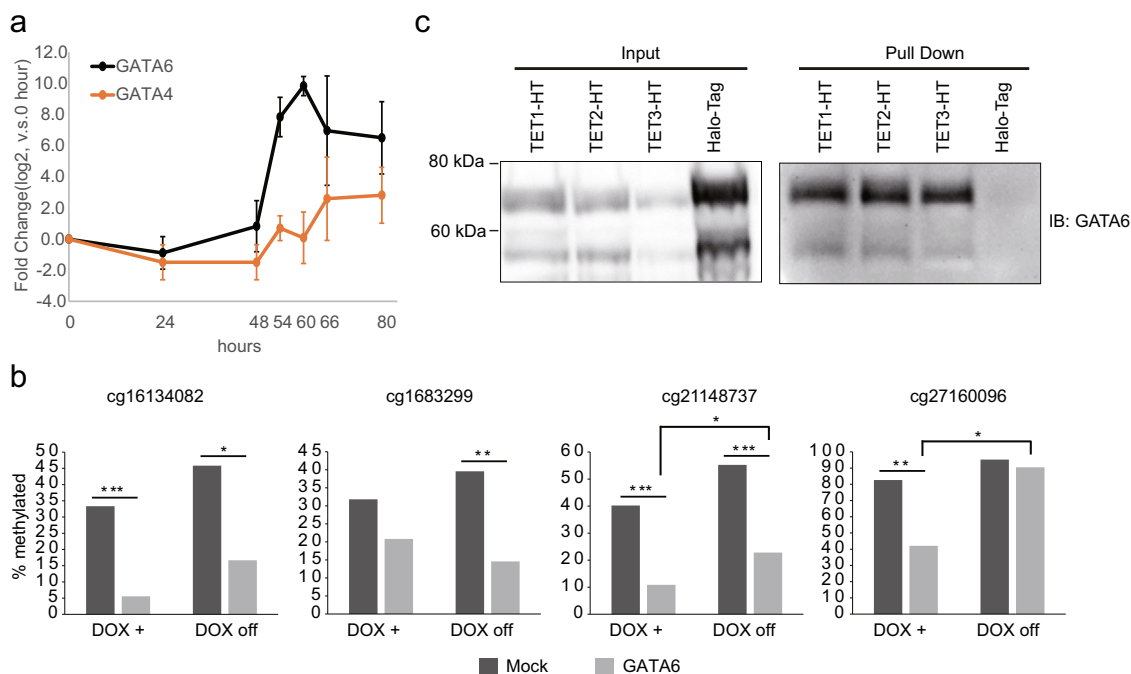 a
12.0
10.0
8.0
6.0
4.0
2.0
0.0
-2.0
-4.0
Fold Change(log2, v.s.0 hour)
GATA6
GATA4
0 24 48 54 60 66 80
hours
c
Input
Pull Down
TET1-HT TET2-HT TET3-HT Halo-Tag
TET1-HT TET2-HT TET3-HT Halo-Tag
80 kDa
60 kDa
IB: GATA6
b
% methylated
cg16134082
50
45
40
35
30
25
20
15
10
5
0
***
*
DOX + DOX off
cg1683299
45
40
35
30
25
20
15
10
5
0
**
DOX + DOX off
cg21148737
60
50
40
30
20
10
0
*
***
***
DOX + DOX off
cg27160096
100
90
80
70
60
50
40
30
20
10
0
*
**
DOX + DOX off
Mock GATA6